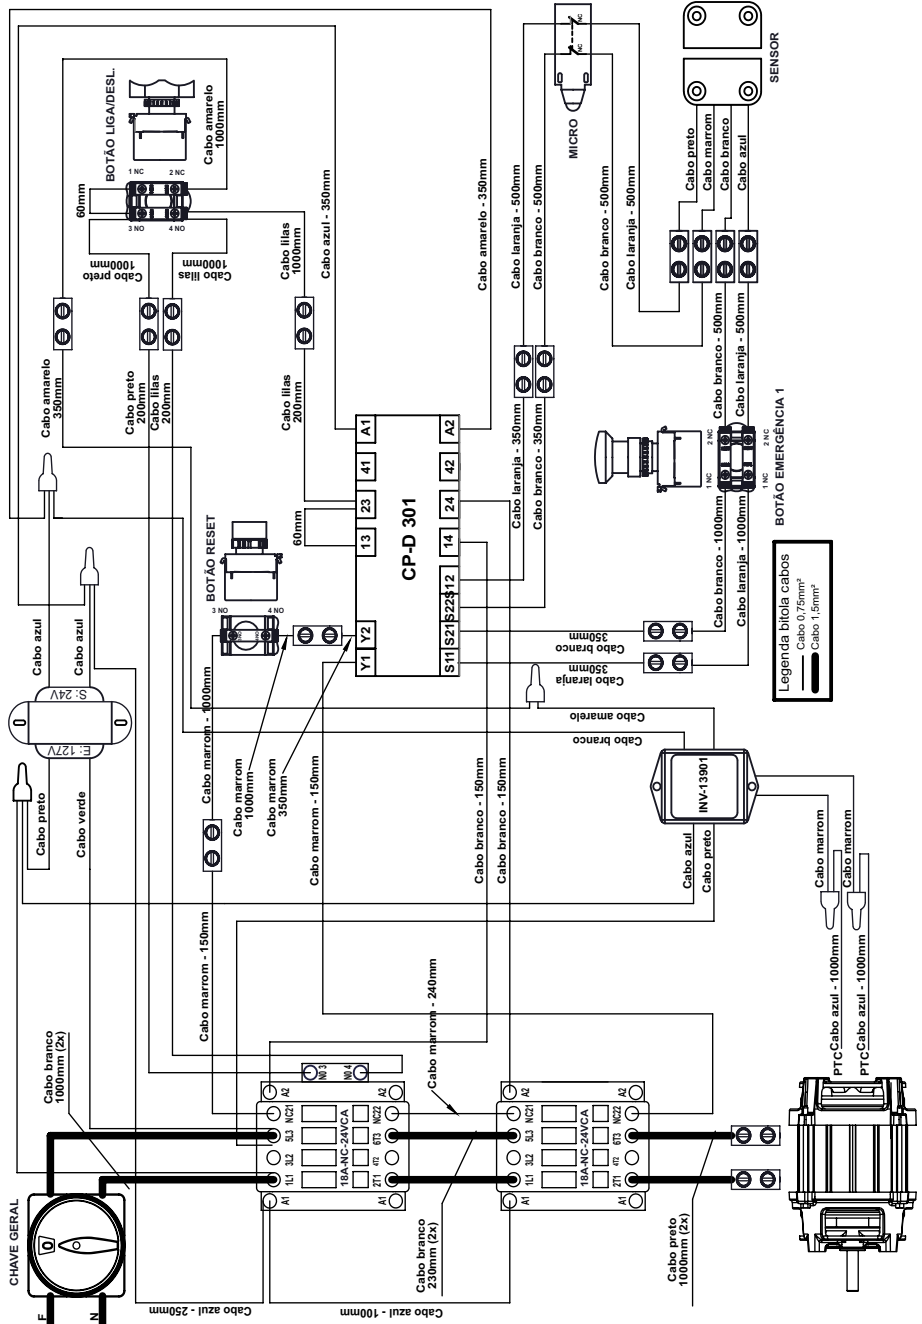 BOTÃO LIGA/DESL.
1 NC
2 NC
3 NO
4 NO
60mm
Cabo amarelo
1000mm
Cabo preto
1000mm
Cabo lilas
1000mm
Cabo lilas
1000mm
Cabo azul - 350mm
Cabo amarelo
350mm
Cabo preto
200mm
Cabo lilas
200mm
Cabo lilas
200mm
Cabo amarelo - 350mm
MICRO
NC
NC
Cabo laranja - 500mm
Cabo branco - 500mm
Cabo branco - 500mm
Cabo laranja - 500mm
SENSOR
Cabo preto
Cabo marrom
Cabo branco
Cabo azul
Cabo branco - 500mm
Cabo laranja - 500mm
Cabo laranja - 350mm
Cabo branco - 350mm
BOTÃO EMERGÊNCIA 1
1 NC
2 NC
1 NC
2 NC
Cabo branco - 1000mm
Cabo laranja - 1000mm
Legenda bitola cabos
Cabo 0,75mm²
Cabo 1,5mm²
CP-D 301
A1
41
23
13
Y2
Y1
A2
42
24
14
S12
S22
S21
S11
60mm
BOTÃO RESET
3 NO
4 NO
Cabo branco
350mm
Cabo laranja
350mm
Cabo azul
Cabo azul
S: 24V
E: 127V
Cabo preto
Cabo verde
Cabo marrom - 1000mm
Cabo marrom
1000mm
Cabo marrom
350mm
Cabo marrom - 150mm
Cabo branco - 150mm
Cabo branco - 150mm
Cabo amarelo
Cabo branco
INV-13901
Cabo azul
Cabo preto
Cabo marrom
Cabo marrom
Cabo marrom - 150mm
Cabo marrom - 240mm
Cabo azul - 1000mm
PTC
Cabo azul - 1000mm
PTC
Cabo branco
1000mm (2x)
CHAVE GERAL
O
F
N
NO3
NO4
A2
NC21
5L3
3L2
1L1
A1
18A-NC-24VCA
A2
NC22
6T3
4T2
2T1
A1
A2
NC21
5L3
3L2
1L1
A1
18A-NC-24VCA
A2
NC22
6T3
4T2
2T1
A1
Cabo branco
230mm (2x)
Cabo preto
1000mm (2x)
Cabo azul - 250mm
Cabo azul - 100mm